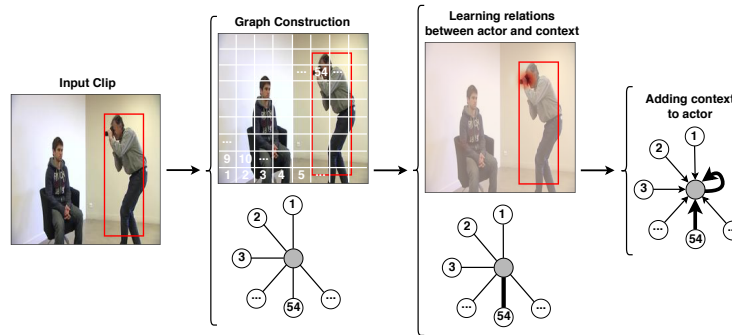 Input Clip
Graph Construction
... 54 ...
...
9 10 ...
1 2 3 4 5 ...
1
2
3
...
54
...
Learning relations
between actor and context
1
2
3
...
54
...
Adding context
to actor
1
2
3
...
54
...